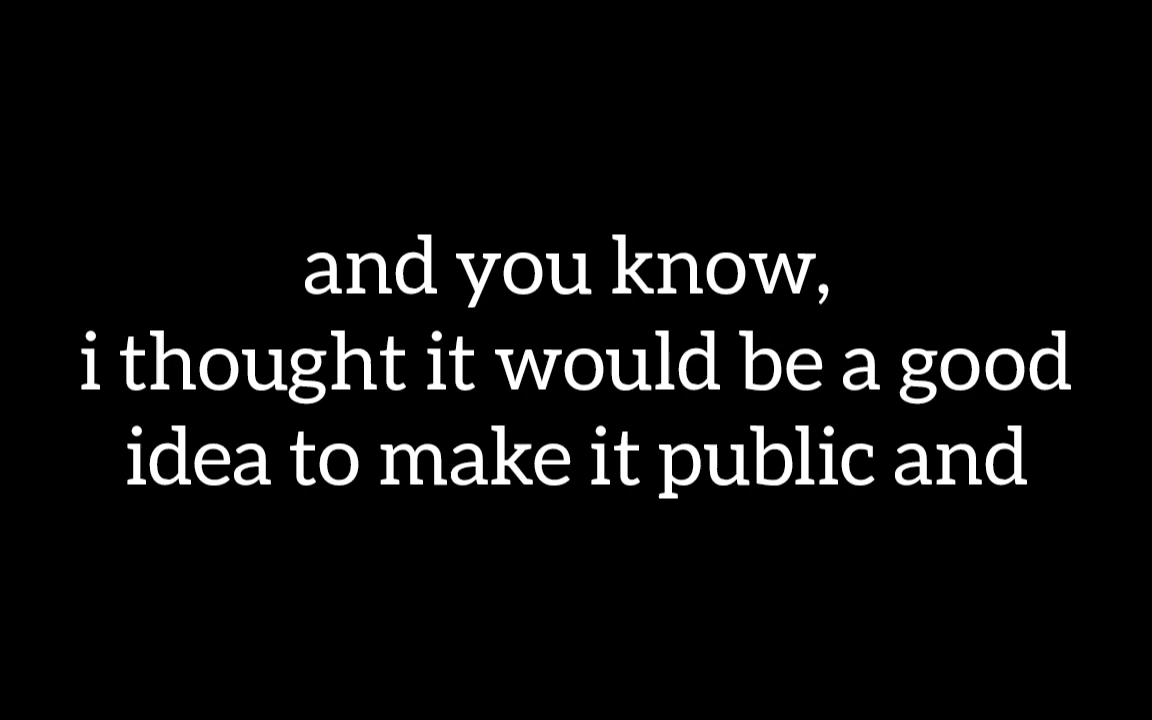 and you know,
i thought it would be a good
idea to make it public and